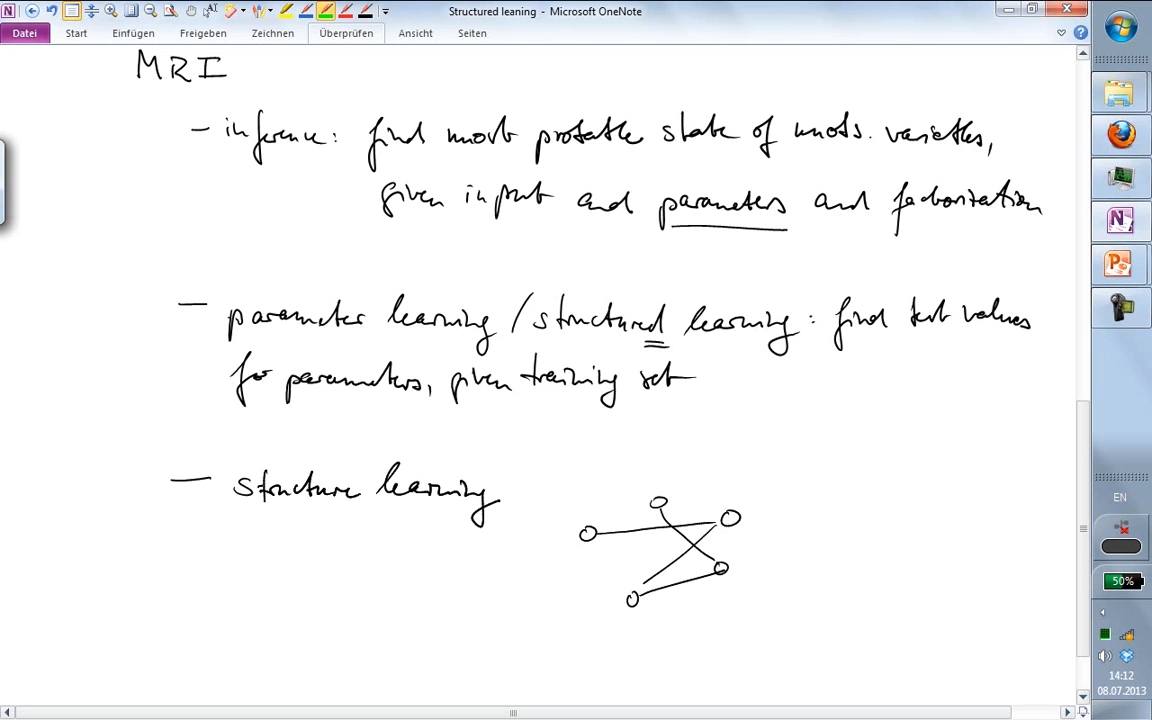 Structured leaning - Microsoft OneNote
Datei Start Einfügen Freigeben Zeichnen Überprüfen Ansicht Seiten
MRI
– inference: find most probable state of unobs. variables,
given input and parameters and factorization
– parameter learning / structured learning: find best values
for parameters, given training set
– structure learning
EN
50%
14:12
08.07.2013